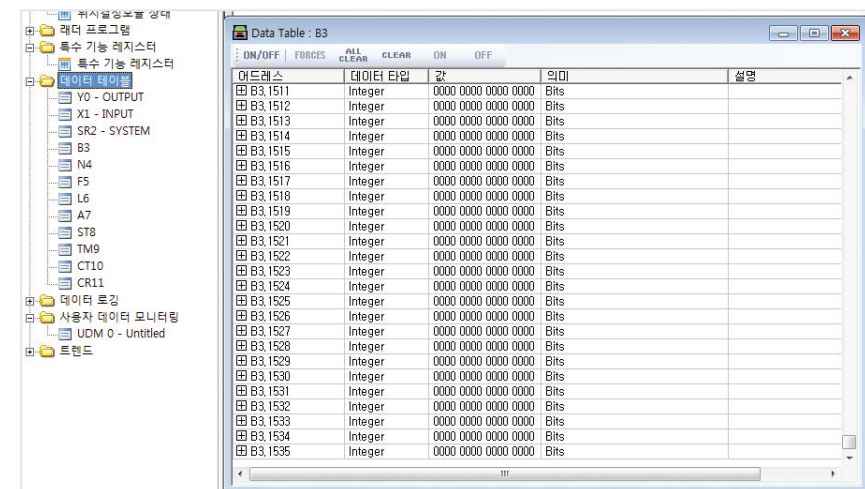 위치결정모듈 상태
래더 프로그램
특수 기능 레지스터
특수 기능 레지스터
데이터 테이블
Y0 - OUTPUT
X1 - INPUT
SR2 - SYSTEM
B3
N4
F5
L6
A7
ST8
TM9
CT10
CR11
데이터 로깅
사용자 데이터 모니터링
UDM 0 - Untitled
트렌드
Data Table : B3
ON/OFF FORCES ALL CLEAR CLEAR ON OFF
어드레스 데이터 타입 값 의미 설명
B3,1511 Integer 0000 0000 0000 0000 Bits
B3,1512 Integer 0000 0000 0000 0000 Bits
B3,1513 Integer 0000 0000 0000 0000 Bits
B3,1514 Integer 0000 0000 0000 0000 Bits
B3,1515 Integer 0000 0000 0000 0000 Bits
B3,1516 Integer 0000 0000 0000 0000 Bits
B3,1517 Integer 0000 0000 0000 0000 Bits
B3,1518 Integer 0000 0000 0000 0000 Bits
B3,1519 Integer 0000 0000 0000 0000 Bits
B3,1520 Integer 0000 0000 0000 0000 Bits
B3,1521 Integer 0000 0000 0000 0000 Bits
B3,1522 Integer 0000 0000 0000 0000 Bits
B3,1523 Integer 0000 0000 0000 0000 Bits
B3,1524 Integer 0000 0000 0000 0000 Bits
B3,1525 Integer 0000 0000 0000 0000 Bits
B3,1526 Integer 0000 0000 0000 0000 Bits
B3,1527 Integer 0000 0000 0000 0000 Bits
B3,1528 Integer 0000 0000 0000 0000 Bits
B3,1529 Integer 0000 0000 0000 0000 Bits
B3,1530 Integer 0000 0000 0000 0000 Bits
B3,1531 Integer 0000 0000 0000 0000 Bits
B3,1532 Integer 0000 0000 0000 0000 Bits
B3,1533 Integer 0000 0000 0000 0000 Bits
B3,1534 Integer 0000 0000 0000 0000 Bits
B3,1535 Integer 0000 0000 0000 0000 Bits